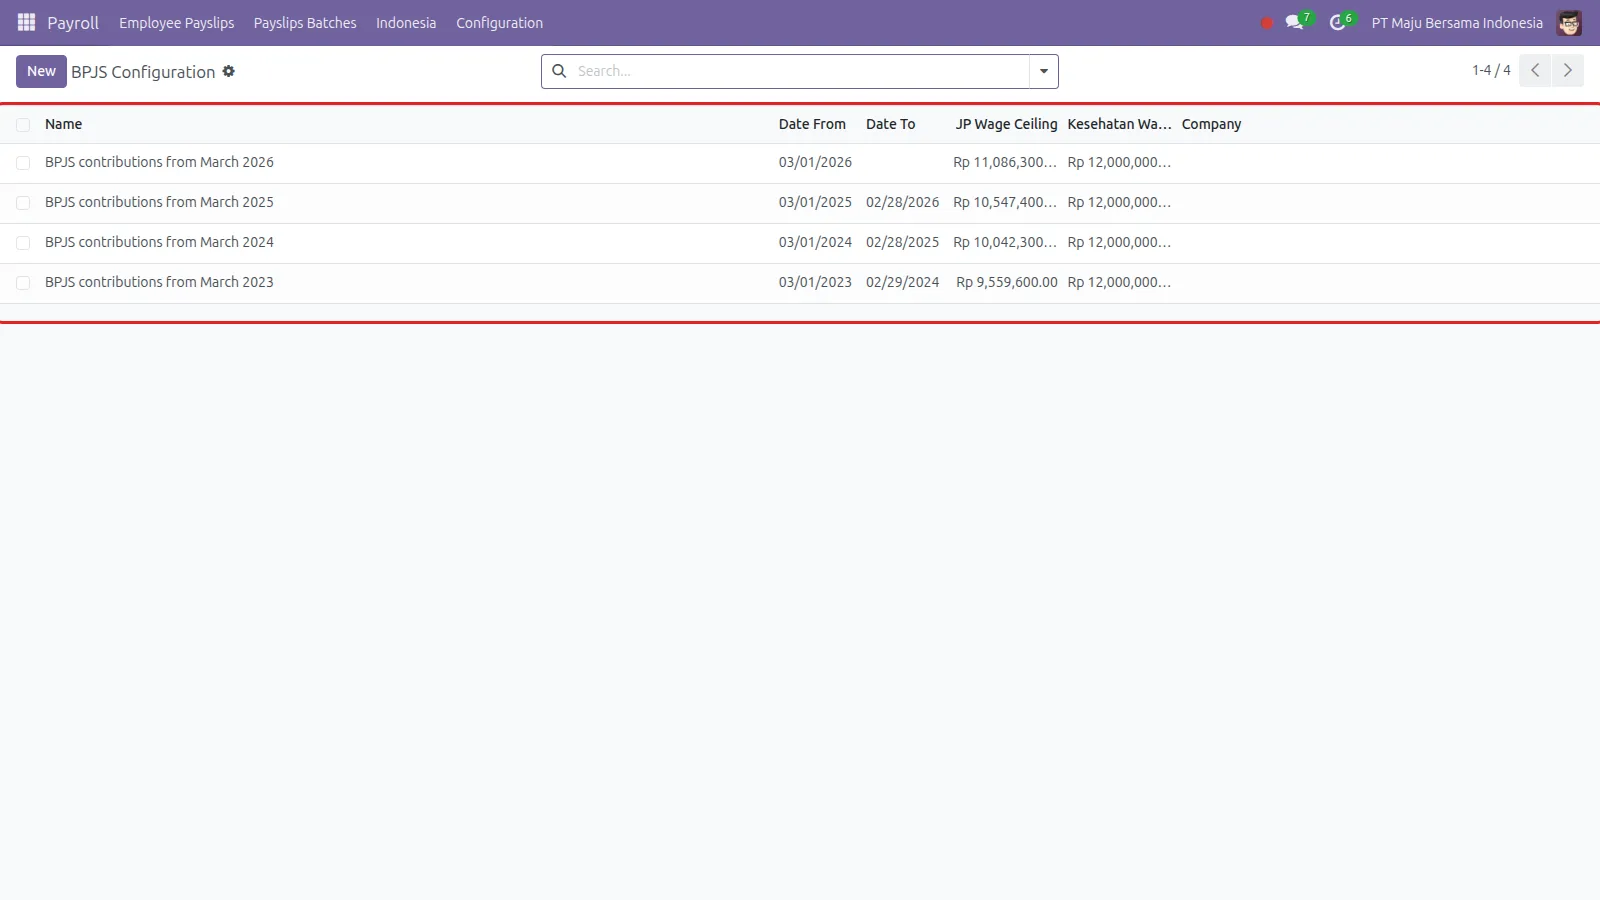 Payroll Employee Payslips Payslips Batches Indonesia Configuration 7 6 PT Maju Bersama Indonesia
New BPJS Configuration Search... 1-4 / 4
Name Date From Date To JP Wage Ceiling Kesehatan Wa... Company
BPJS contributions from March 2026 03/01/2026 Rp 11,086,300... Rp 12,000,000...
BPJS contributions from March 2025 03/01/2025 02/28/2026 Rp 10,547,400... Rp 12,000,000...
BPJS contributions from March 2024 03/01/2024 02/28/2025 Rp 10,042,300... Rp 12,000,000...
BPJS contributions from March 2023 03/01/2023 02/29/2024 Rp 9,559,600.00 Rp 12,000,000...